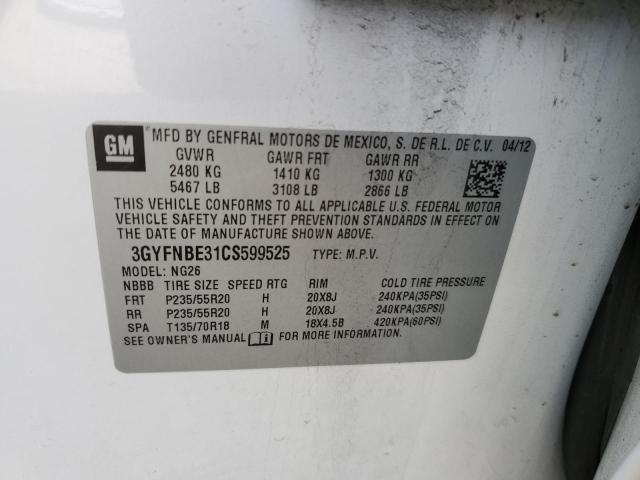 GM MFD BY GENERAL MOTORS DE MEXICO, S. DE R.L. DE C.V. 04/12
GVWR GAWR FRT GAWR RR
2480 KG 1410 KG 1300 KG
5467 LB 3108 LB 2866 LB
THIS VEHICLE CONFORMS TO ALL APPLICABLE U.S. FEDERAL MOTOR
VEHICLE SAFETY AND THEFT PREVENTION STANDARDS IN EFFECT ON
THE DATE OF MANUFACTURE SHOWN ABOVE.
3GYFNBE31CS599525 TYPE: M.P.V.
MODEL: NG26
NBBB TIRE SIZE SPEED RTG RIM COLD TIRE PRESSURE
FRT P235/55R20 H 20X8J 240KPA(35PSI)
RR P235/55R20 H 20X8J 240KPA(35PSI)
SPA T135/70R18 M 18X4.5B 420KPA(60PSI)
SEE OWNER'S MANUAL FOR MORE INFORMATION.